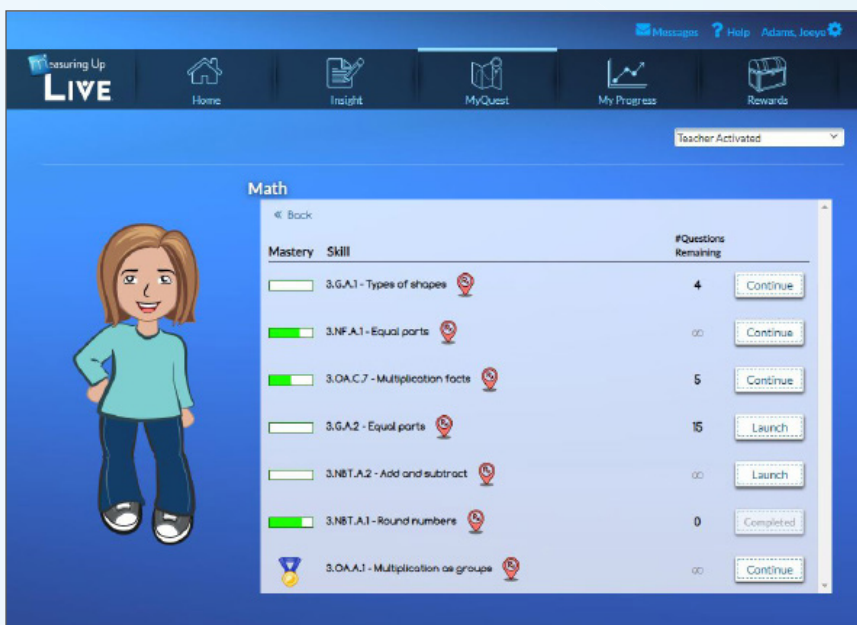 Messages ? Help Adams, Joeye
Measuring Up
LIVE
Home
Insight
MyQuest
My Progress
Rewards
Teacher Activated
Math
« Back
Mastery Skill #Questions Remaining
3.G.A.1 - Types of shapes 4 Continue
3.NF.A.1 - Equal parts ∞ Continue
3.OA.C.7 - Multiplication facts 5 Continue
3.G.A.2 - Equal parts 15 Launch
3.NBT.A.2 - Add and subtract ∞ Launch
3.NBT.A.1 - Round numbers 0 Completed
3.OA.A.1 - Multiplication as groups ∞ Continue